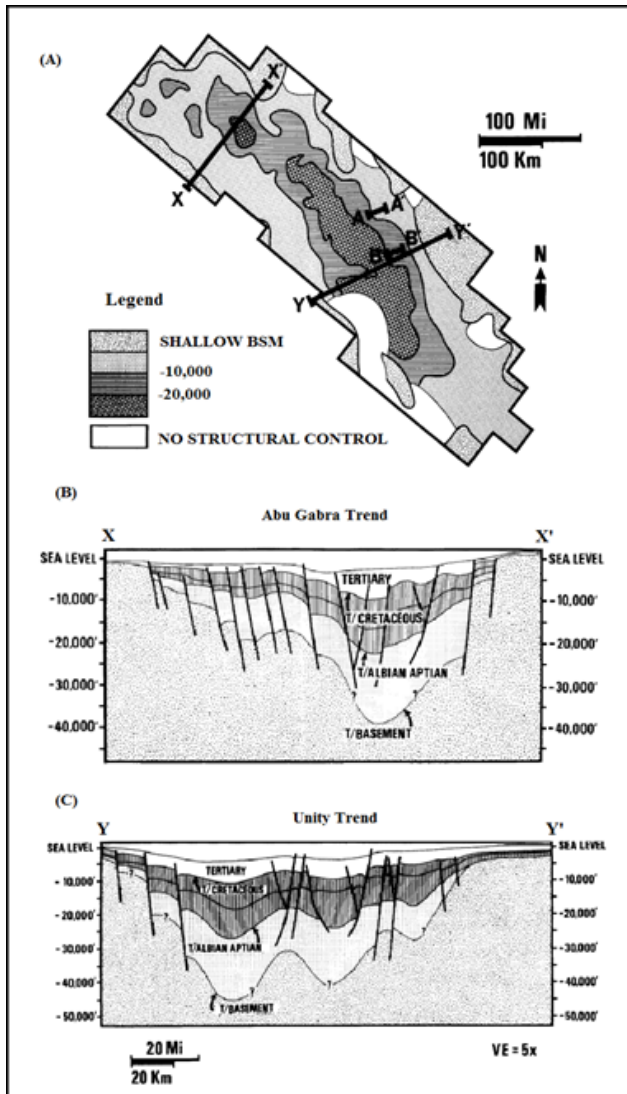 (A)
X'
100 Mi
100 Km
X
A A'
B B'
Y'
N
Y
Legend
SHALLOW BSM
-10,000
-20,000
NO STRUCTURAL CONTROL
(B)
X Abu Gabra Trend X'
SEA LEVEL SEA LEVEL
TERTIARY
-10,000' -10,000'
T/CRETACEOUS
-20,000' -20,000'
T/ALBIAN APTIAN
-30,000' ? ? -30,000'
-40,000' -40,000'
T/BASEMENT
(C)
Y Unity Trend Y'
SEA LEVEL SEA LEVEL
TERTIARY
-10,000' ? -10,000'
T/CRETACEOUS
-20,000' ? -20,000'
T/ALBIAN APTIAN ?
-30,000' -30,000'
-40,000' ? ? -40,000'
T/BASEMENT
-50,000' -50,000'
20 Mi
20 Km
VE = 5x